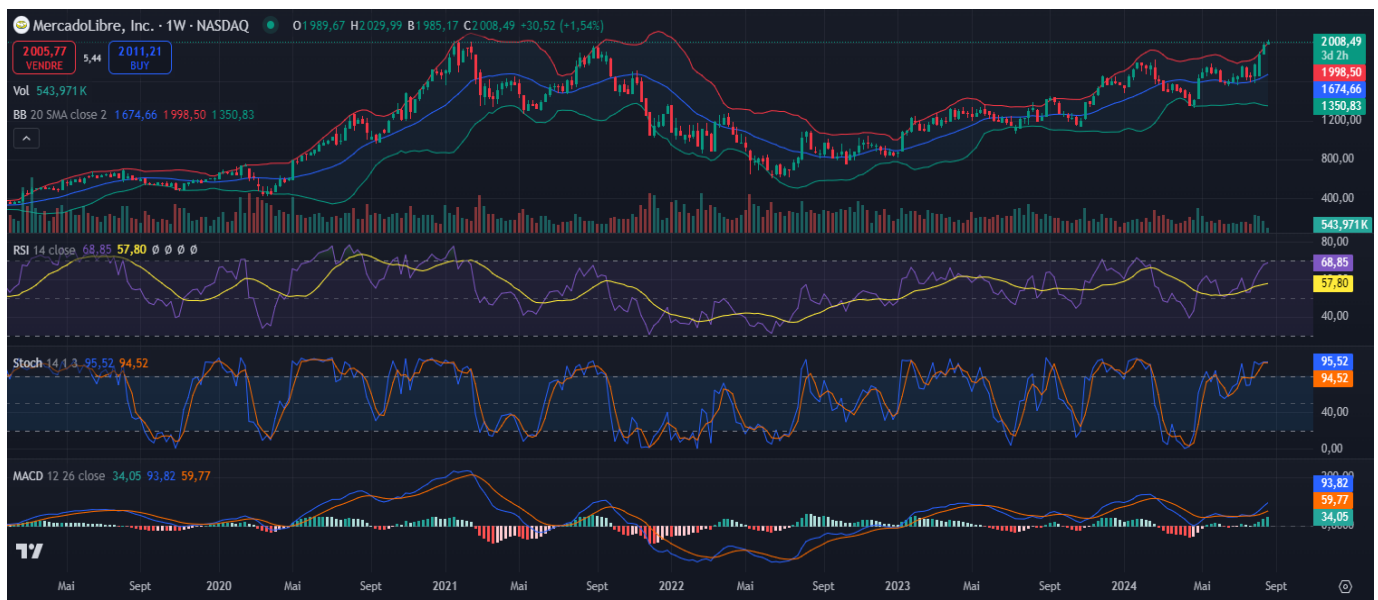 MercadoLibre, Inc. · 1W · NASDAQ O1989,67 H2029,99 B1985,17 C2008,49 +30,52 (+1,54%)
2005,77 5,44 2011,21
VENDRE BUY
Vol 543,971K
BB 20 SMA close 2 1674,66 1998,50 1350,83
2008,49
3d 2h
1998,50
1674,66
1350,83
1200,00
800,00
400,00
543,971K
RSI 14 close 68,85 57,80 Ø Ø Ø Ø
80,00
68,85
57,80
40,00
Stoch 14 1 3 95,52 94,52
95,52
94,52
40,00
0,00
MACD 12 26 close 34,05 93,82 59,77
93,82
59,77
34,05
Mai Sept 2020 Mai Sept 2021 Mai Sept 2022 Mai Sept 2023 Mai Sept 2024 Mai Sept